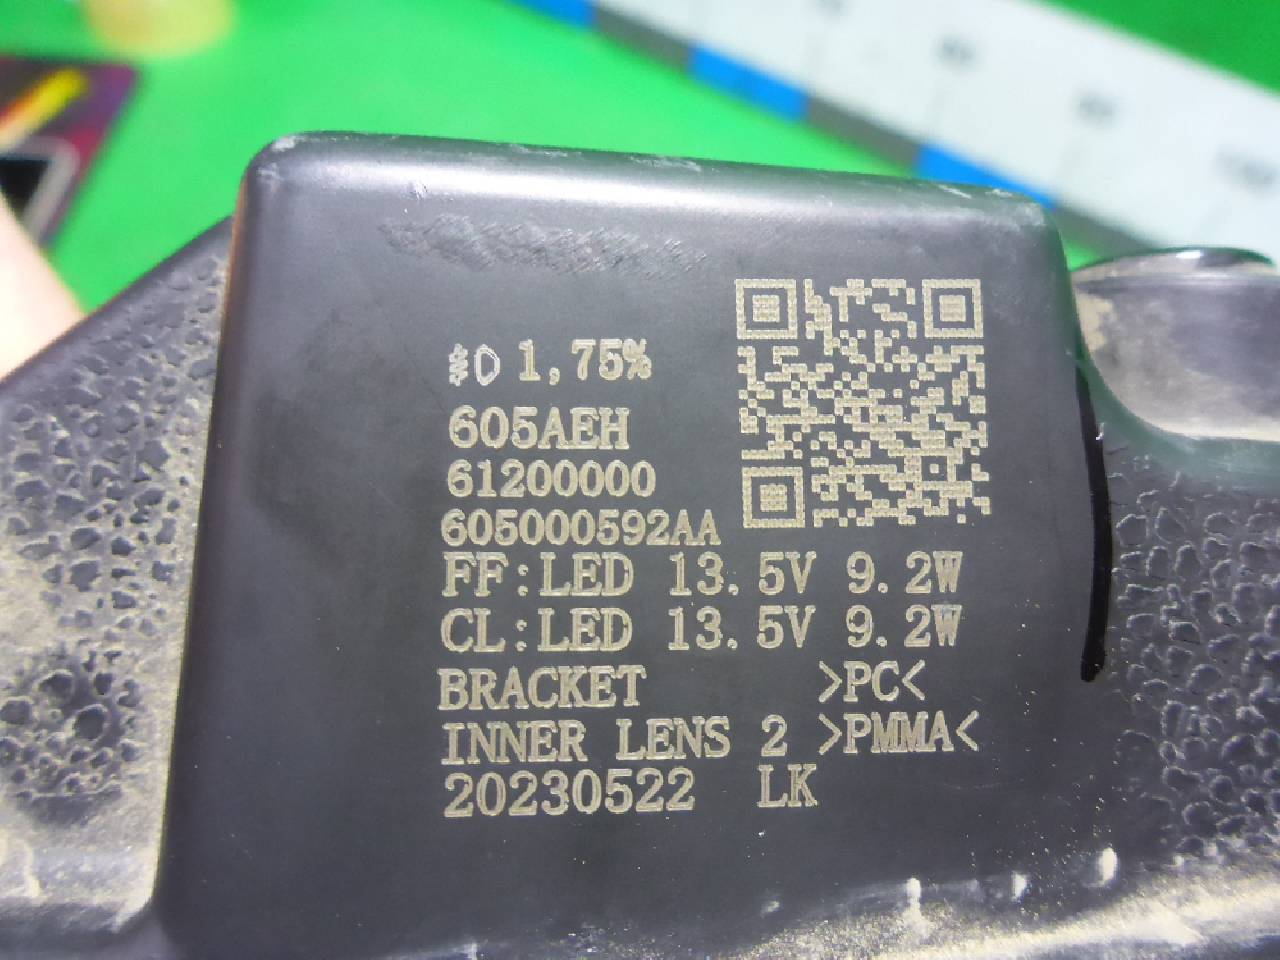 1,75%
605AEH
61200000
605000592AA
FF:LED 13.5V 9.2W
CL:LED 13.5V 9.2W
BRACKET >PC<
INNER LENS 2 >PMMA<
20230522 LK